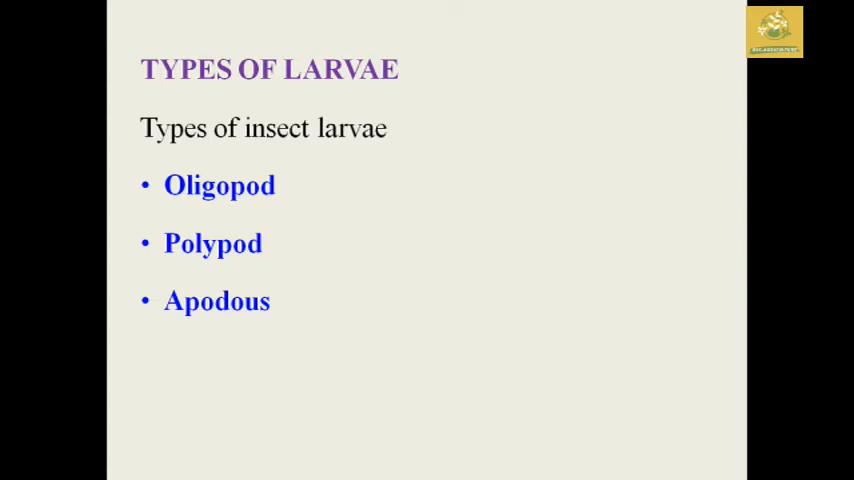 TYPES OF LARVAE
Types of insect larvae
• Oligopod
• Polypod
• Apodous